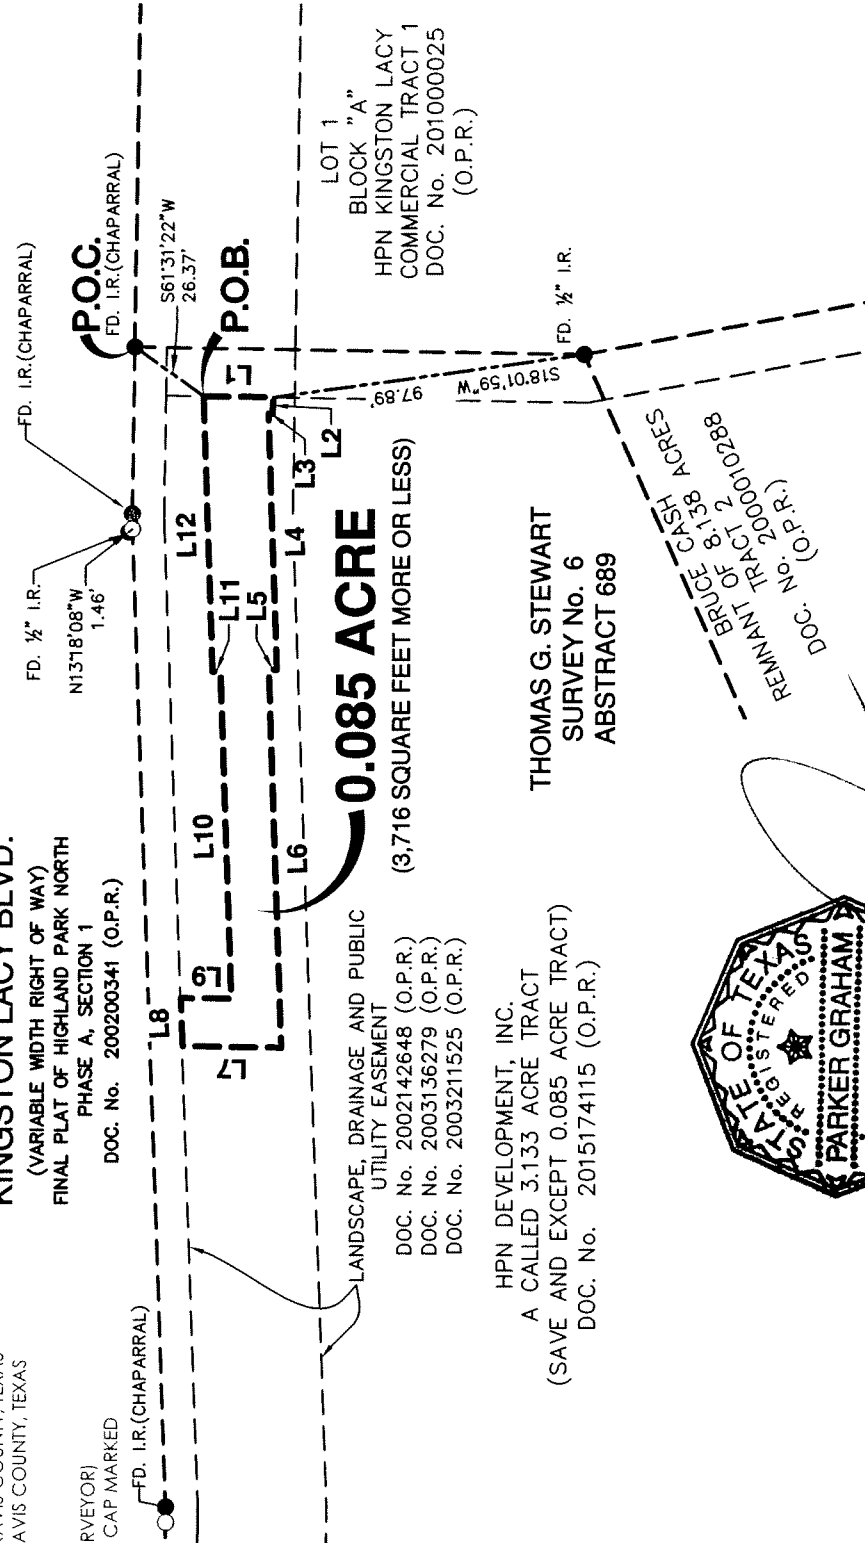 KINGSTON LACY BLVD.
(VARIABLE WIDTH RIGHT OF WAY)
FINAL PLAT OF HIGHLAND PARK NORTH
PHASE A, SECTION 1
DOC. No. 200200341 (O.P.R.)
AVIS COUNTY, TEXAS
RVEYOR)
CAP MARKED
FD. I.R.(CHAPARRAL)
FD. ½" I.R.
N13°18'08"W
1.46'
FD. I.R.(CHAPARRAL)
P.O.C.
FD. I.R.(CHAPARRAL)
S61°31'22"W
26.37'
P.O.B.
L1
L2
L3
L4
L5
L6
L7
L8
L9
L10
L11
L12
0.085 ACRE
(3,716 SQUARE FEET MORE OR LESS)
LOT 1
BLOCK "A"
HPN KINGSTON LACY
COMMERCIAL TRACT 1
DOC. No. 201000025
(O.P.R.)
S18°01'59"W
97.89'
FD. ½" I.R.
LANDSCAPE, DRAINAGE AND PUBLIC
UTILITY EASEMENT
DOC. No. 2002142648 (O.P.R.)
DOC. No. 2003136279 (O.P.R.)
DOC. No. 2003211525 (O.P.R.)
HPN DEVELOPMENT, INC.
A CALLED 3.133 ACRE TRACT
(SAVE AND EXCEPT 0.085 ACRE TRACT)
DOC. No. 2015174115 (O.P.R.)
THOMAS G. STEWART
SURVEY No. 6
ABSTRACT 689
BRUCE CASH ACRES
REMNANT OF 8.138
TRACT 2
DOC. No. 2000010288
(O.P.R.)
STATE OF TEXAS
REGISTERED
PARKER GRAHAM